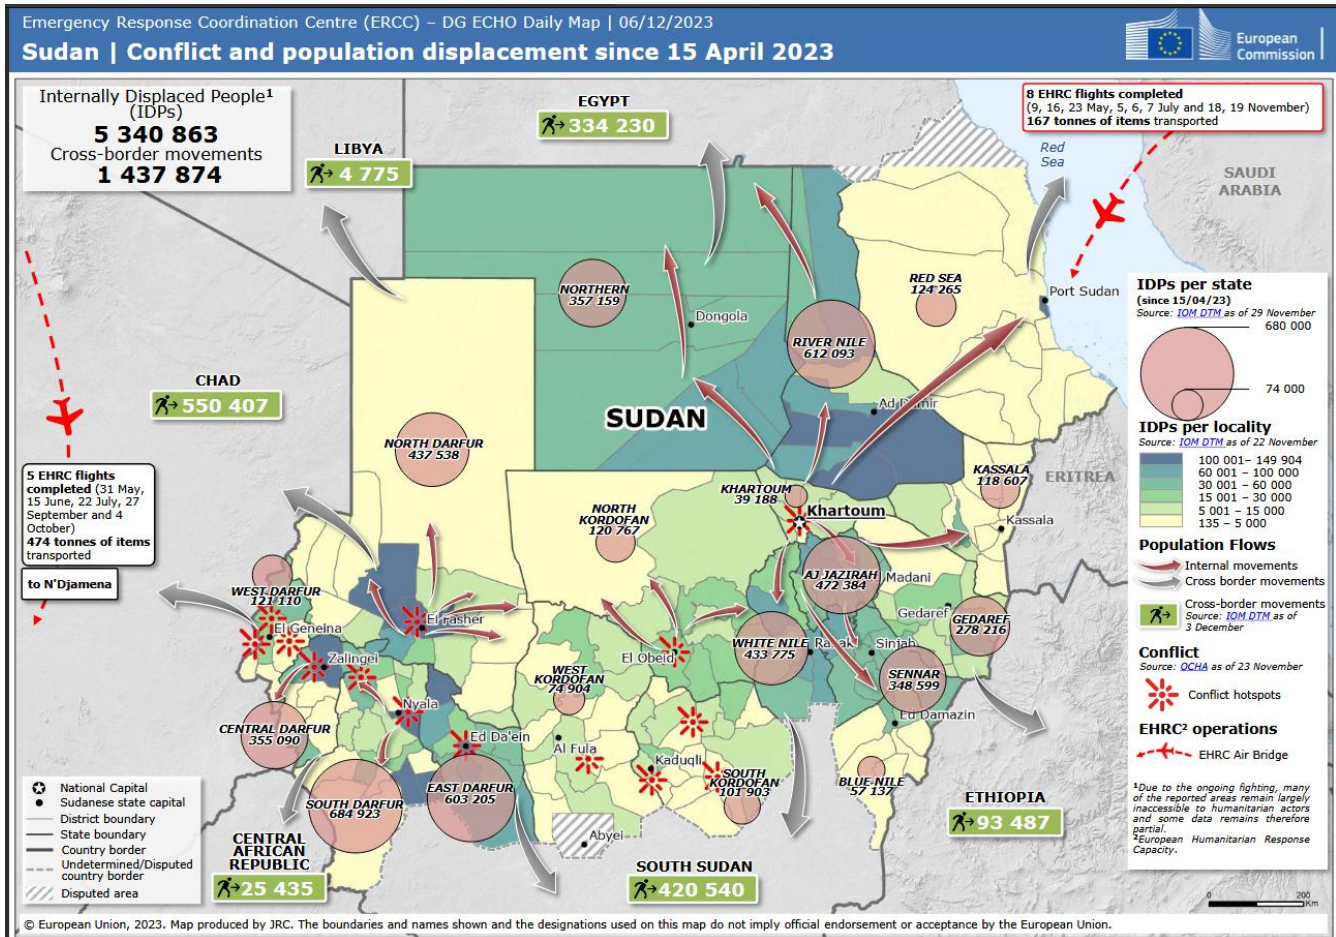 Emergency Response Coordination Centre (ERCC) – DG ECHO Daily Map | 06/12/2023
Sudan | Conflict and population displacement since 15 April 2023
European
Commission
Internally Displaced People¹
(IDPs)
5 340 863
Cross-border movements
1 437 874
EGYPT
334 230
LIBYA
4 775
8 EHRC flights completed
(9, 16, 23 May, 5, 6, 7 July and 18, 19 November)
167 tonnes of items transported
Red
Sea
SAUDI
ARABIA
NORTHERN
357 159
Dongola
RED SEA
124 265
Port Sudan
RIVER NILE
612 093
CHAD
550 407
SUDAN
Ad Damir
NORTH DARFUR
437 538
5 EHRC flights
completed (31 May,
15 June, 22 July, 27
September and 4
October)
474 tonnes of items
transported
to N'Djamena
KASSALA
118 607
ERITREA
Kassala
KHARTOUM
39 188
Khartoum
NORTH
KORDOFAN
120 767
AJ JAZIRAH
472 384
Madani
WEST DARFUR
121 110
El Geneina
El Fasher
Gedaref
GEDAREF
278 216
Zalingei
El Obeid
WHITE NILE
433 775
Rabak
Sinjah
WEST
KORDOFAN
74 904
SENNAR
348 599
Nyala
Ed Damazin
CENTRAL DARFUR
355 090
Ed Da'ein
Al Fula
Kaduqli
SOUTH
KORDOFAN
101 903
BLUE NILE
57 137
SOUTH DARFUR
684 923
EAST DARFUR
603 205
ETHIOPIA
93 487
Abyei
CENTRAL
AFRICAN
REPUBLIC
25 435
SOUTH SUDAN
420 540
National Capital
Sudanese state capital
District boundary
State boundary
Country border
Undetermined/Disputed
country border
Disputed area
IDPs per state
(since 15/04/23)
Source: IOM DTM as of 29 November
680 000
74 000
IDPs per locality
Source: IOM DTM as of 22 November
100 001– 149 904
60 001 – 100 000
30 001 – 60 000
15 001 – 30 000
5 001 – 15 000
135 – 5 000
Population Flows
Internal movements
Cross border movements
Cross-border movements
Source: IOM DTM as of
3 December
Conflict
Source: OCHA as of 23 November
Conflict hotspots
EHRC² operations
EHRC Air Bridge
¹Due to the ongoing fighting, many
of the reported areas remain largely
inaccessible to humanitarian actors
and some data remains therefore
partial.
²European Humanitarian Response
Capacity.
0 200
Km
© European Union, 2023. Map produced by JRC. The boundaries and names shown and the designations used on this map do not imply official endorsement or acceptance by the European Union.